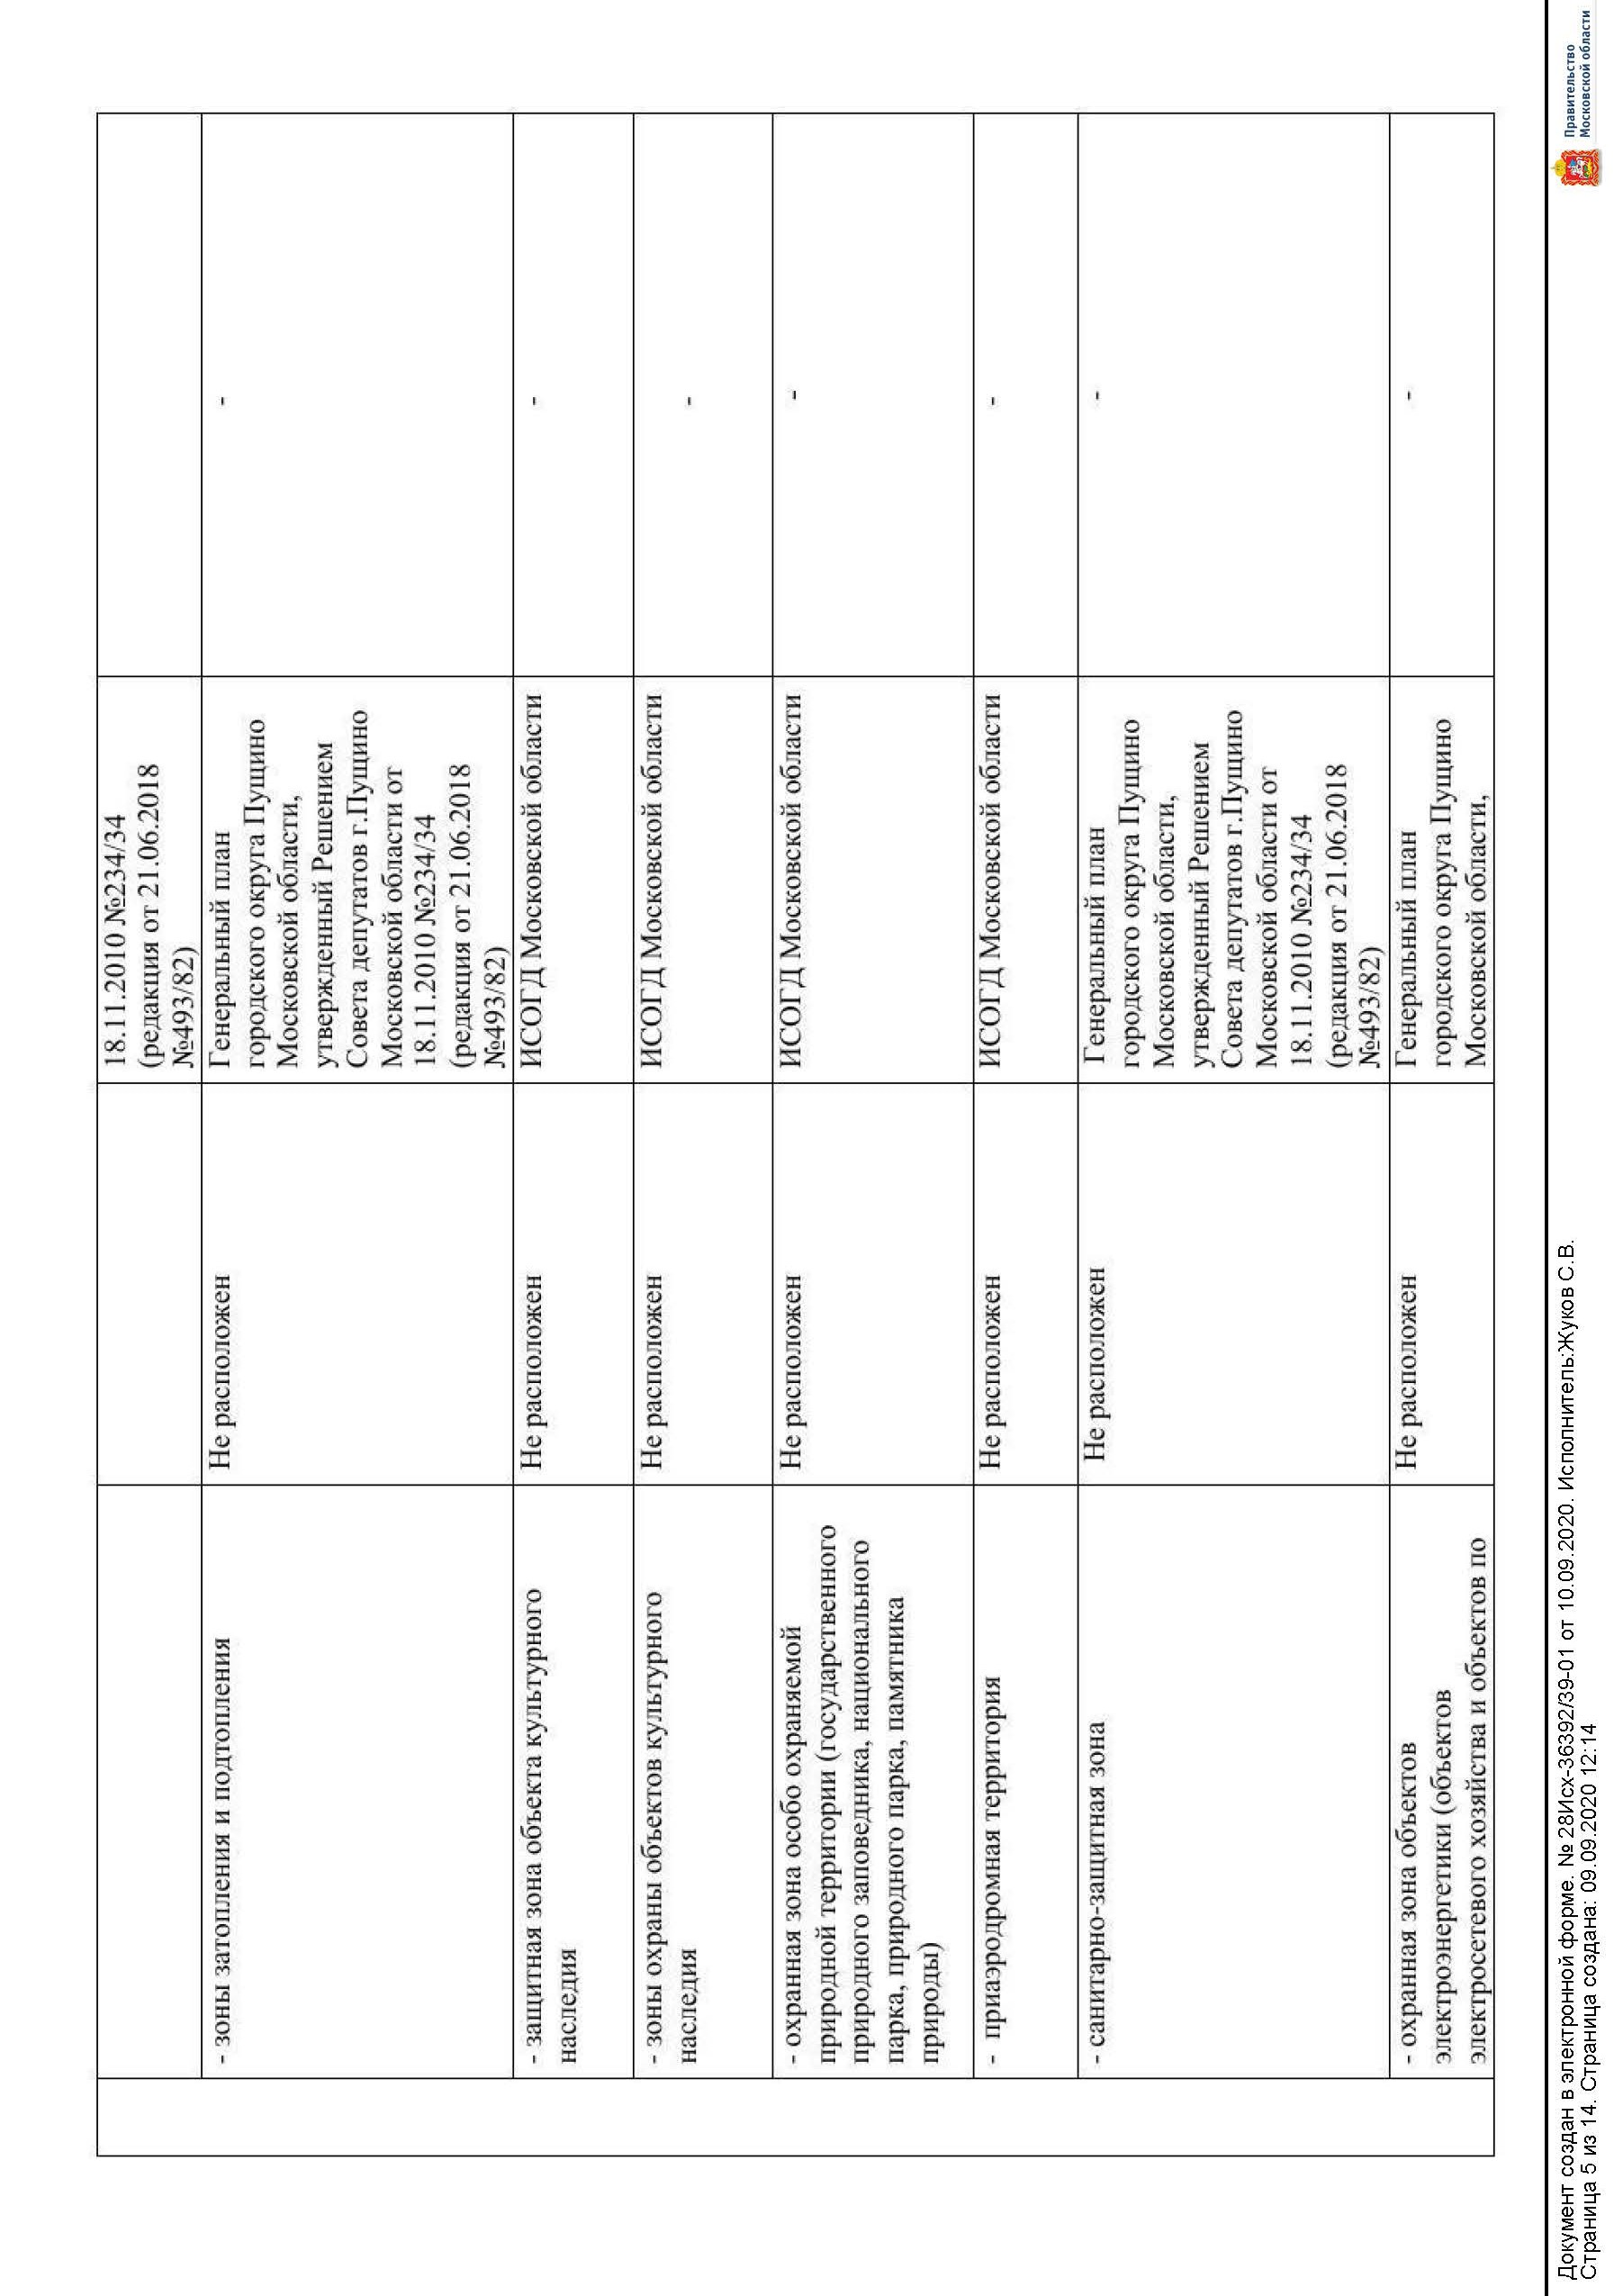 18.11.2010 №234/34
(редакция от 21.06.2018
№493/82)
- зоны затопления и подтопления
Не расположен
Генеральный план
городского округа Пущино
Московской области,
утвержденный Решением
Совета депутатов г.Пущино
Московской области от
18.11.2010 №234/34
(редакция от 21.06.2018
№493/82)
-
- защитная зона объекта культурного
наследия
Не расположен
ИСОГД Московской области
-
- зоны охраны объектов культурного
наследия
Не расположен
ИСОГД Московской области
-
- охранная зона особо охраняемой
природной территории (государственного
природного заповедника, национального
парка, природного парка, памятника
природы)
Не расположен
ИСОГД Московской области
-
- приаэродромная территория
Не расположен
ИСОГД Московской области
-
- санитарно-защитная зона
Не расположен
Генеральный план
городского округа Пущино
Московской области,
утвержденный Решением
Совета депутатов г.Пущино
Московской области от
18.11.2010 №234/34
(редакция от 21.06.2018
№493/82)
-
- охранная зона объектов
электроэнергетики (объектов
электросетевого хозяйства и объектов по
Не расположен
Генеральный план
городского округа Пущино
Московской области,
-
Документ создан в электронной форме. № 28Исх-36392/39-01 от 10.09.2020. Исполнитель:Жуков С.В.
Страница 5 из 14. Страница создана: 09.09.2020 12:14
Правительство
Московской области